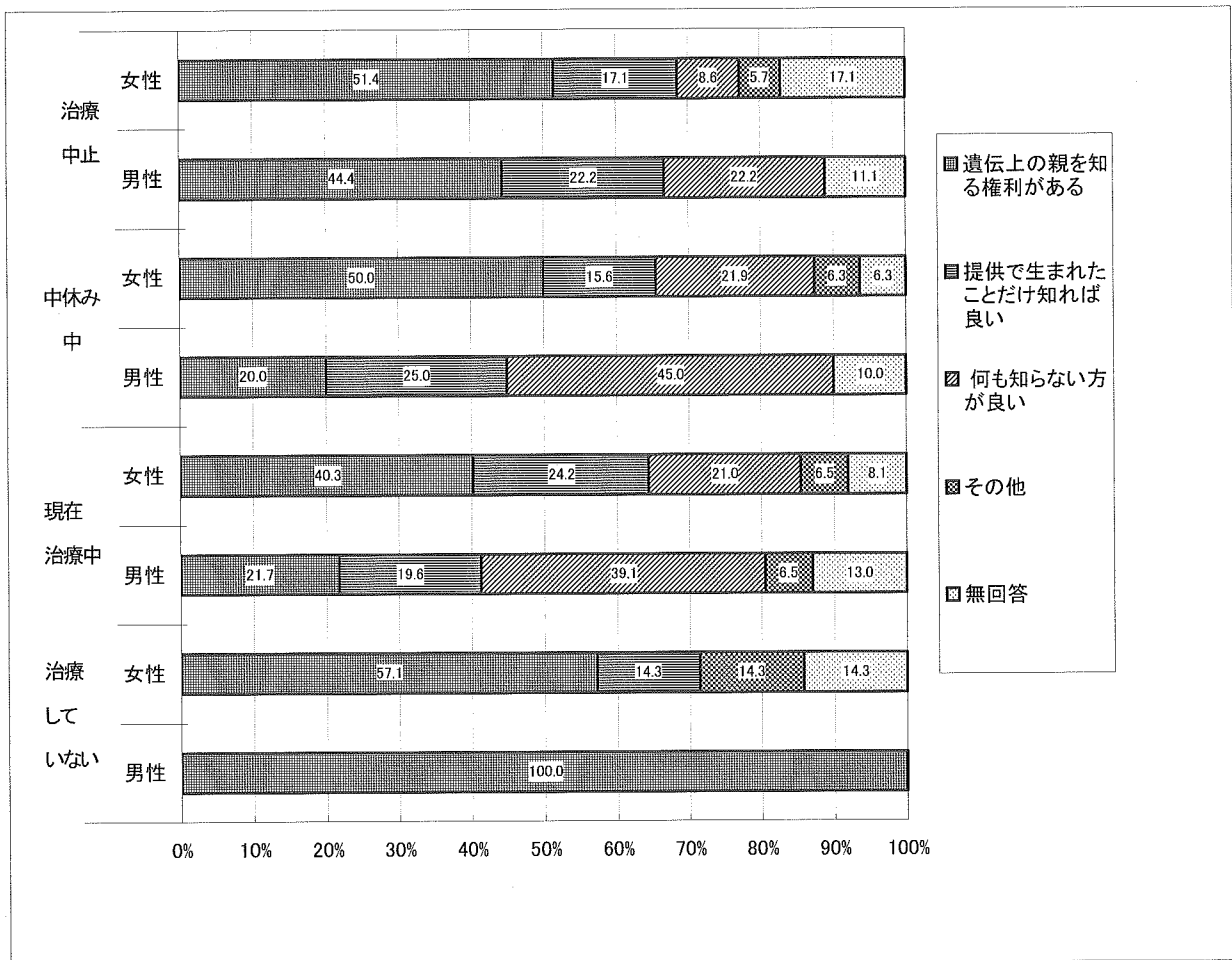 治療
中止
女性
51.4 17.1 8.6 5.7 17.1
男性
44.4 22.2 22.2 11.1
中休み
中
女性
50.0 15.6 21.9 6.3 6.3
男性
20.0 25.0 45.0 10.0
現在
治療中
女性
40.3 24.2 21.0 6.5 8.1
男性
21.7 19.6 39.1 6.5 13.0
治療
して
いない
女性
57.1 14.3 14.3 14.3
男性
100.0
0% 10% 20% 30% 40% 50% 60% 70% 80% 90% 100%
遺伝上の親を知
る権利がある
提供で生まれた
ことだけ知れば
良い
何も知らない方
が良い
その他
無回答